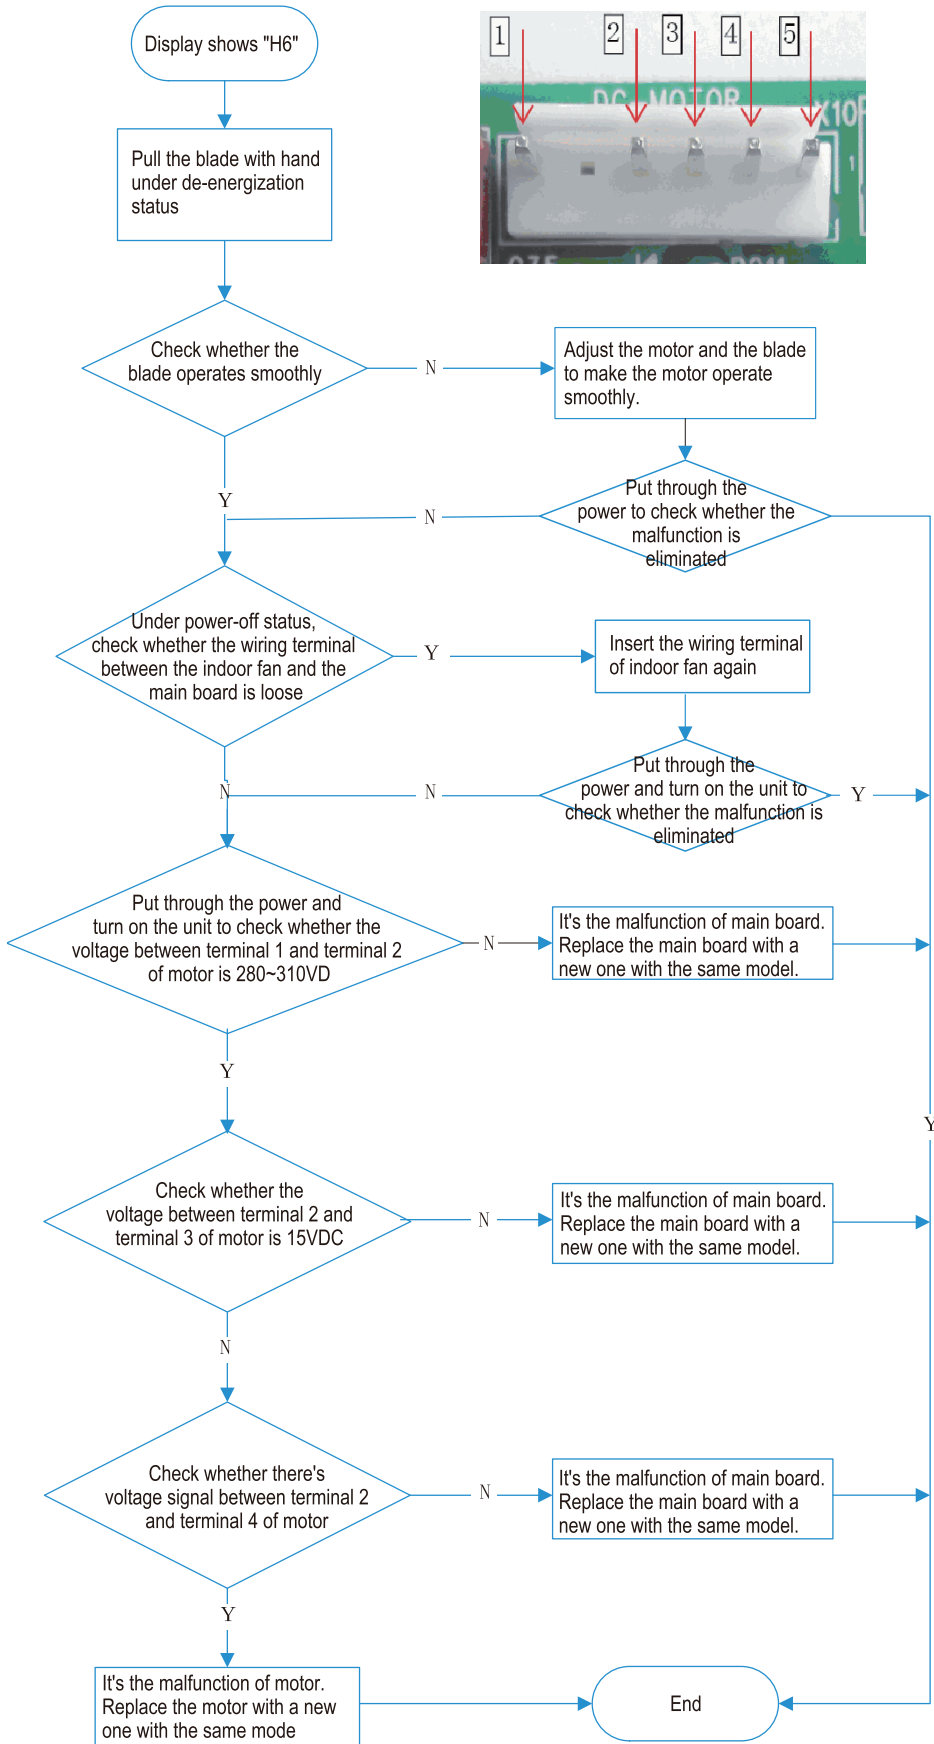 Display shows "H6"
1
2
3
4
5
DC MOTOR
Pull the blade with hand
under de-energization
status
Check whether the
blade operates smoothly
N
Adjust the motor and the blade
to make the motor operate
smoothly.
Y
N
Put through the
power to check whether the
malfunction is
eliminated
Under power-off status,
check whether the wiring terminal
between the indoor fan and the
main board is loose
Y
Insert the wiring terminal
of indoor fan again
N
N
Put through the
power and turn on the unit to
check whether the malfunction is
eliminated
Y
Put through the power and
turn on the unit to check whether the
voltage between terminal 1 and terminal 2
of motor is 280~310VD
N
It's the malfunction of main board.
Replace the main board with a
new one with the same model.
Y
Y
Check whether the
voltage between terminal 2 and
terminal 3 of motor is 15VDC
N
It's the malfunction of main board.
Replace the main board with a
new one with the same model.
N
Check whether there's
voltage signal between terminal 2
and terminal 4 of motor
N
It's the malfunction of main board.
Replace the main board with a
new one with the same model.
Y
It's the malfunction of motor.
Replace the motor with a new
one with the same mode
End